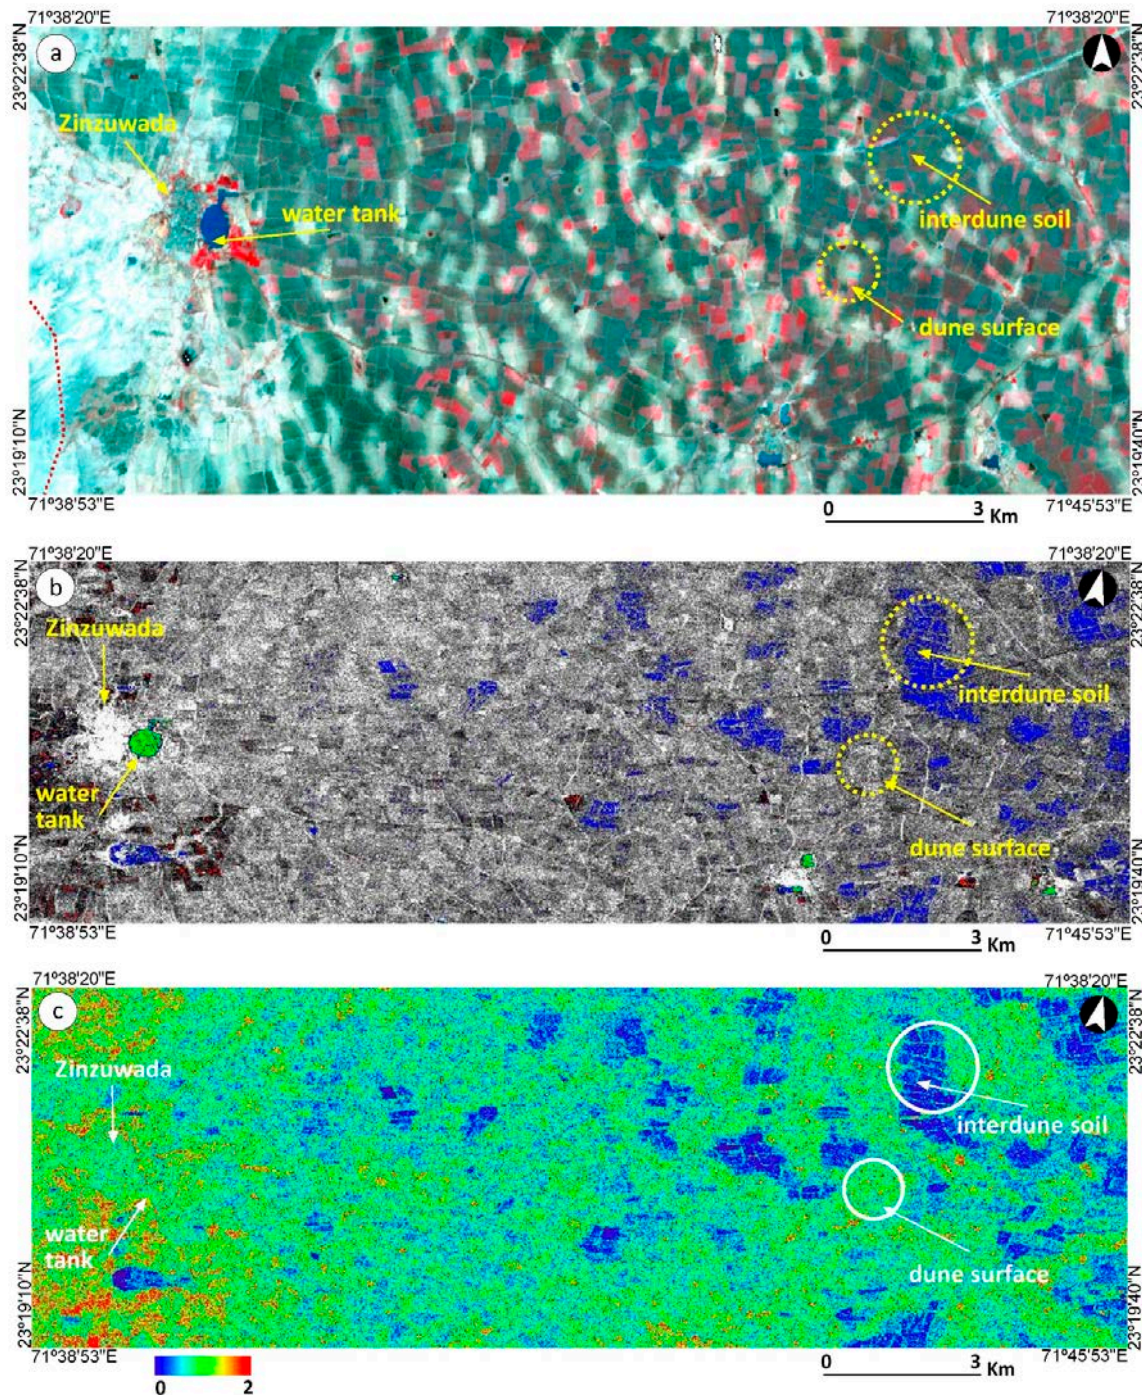 71°38'20"E
71°38'20"E
a
23°22'38"N
23°22'38"N
Zinzuwada
water tank
interdune soil
dune surface
23°19'10"N
23°19'40"N
71°38'53"E
71°45'53"E
0 3 Km
71°38'20"E
71°38'20"E
b
23°22'38"N
23°22'38"N
Zinzuwada
interdune soil
water
tank
dune surface
23°19'10"N
23°19'40"N
71°38'53"E
71°45'53"E
0 3 Km
71°38'20"E
71°38'20"E
c
23°22'38"N
23°22'38"N
Zinzuwada
interdune soil
water
tank
dune surface
23°19'10"N
23°19'40"N
71°38'53"E
71°45'53"E
0 2
0 3 Km